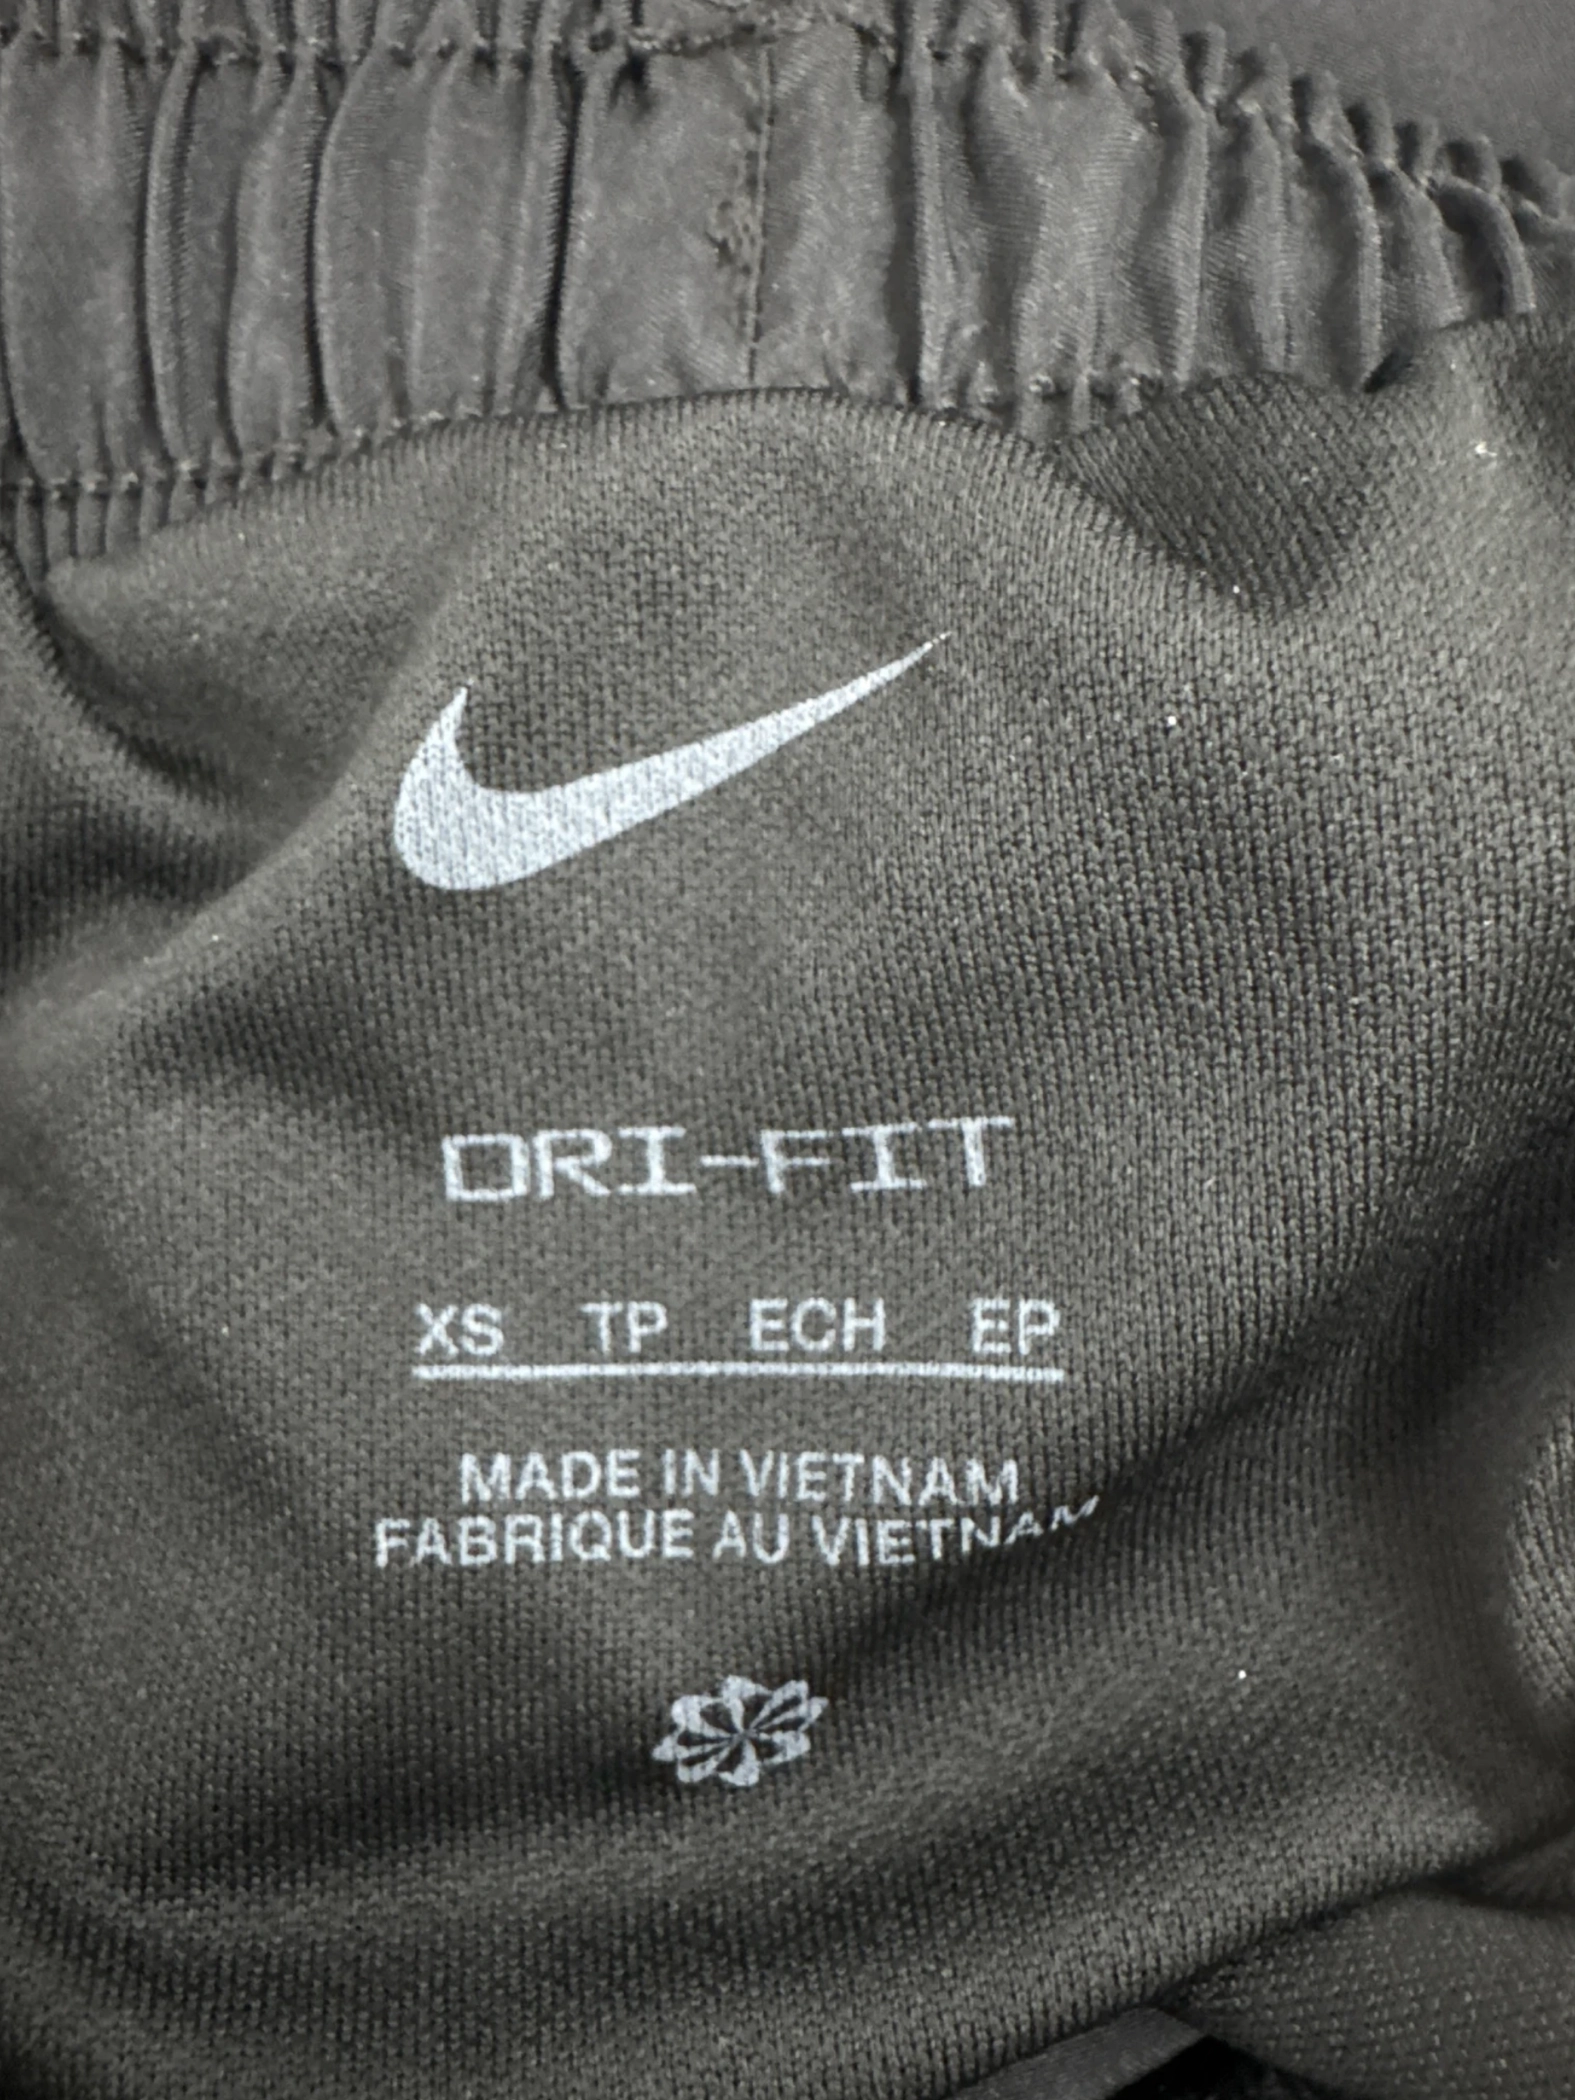 DRI-FIT
XS TP ECH EP
MADE IN VIETNAM
FABRIQUE AU VIETNAM